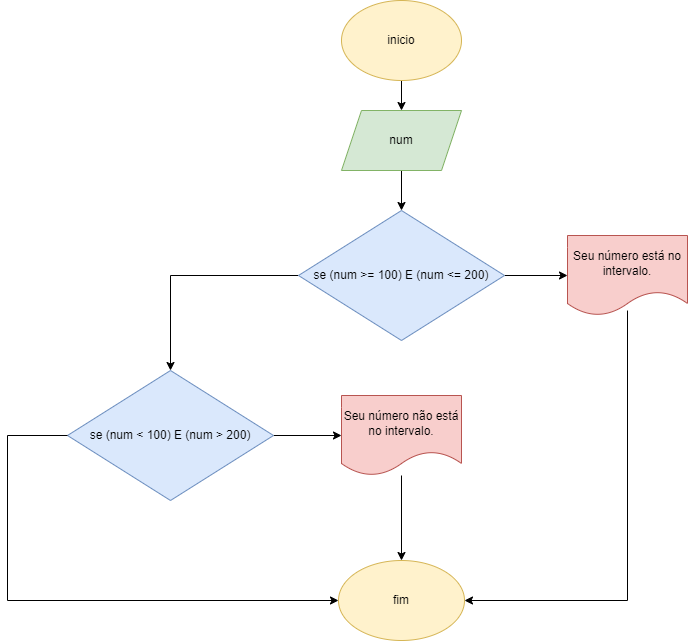 inicio
num
se (num >= 100) E (num <= 200)
Seu número está no
intervalo.
se (num < 100) E (num > 200)
Seu número não está
no intervalo.
fim